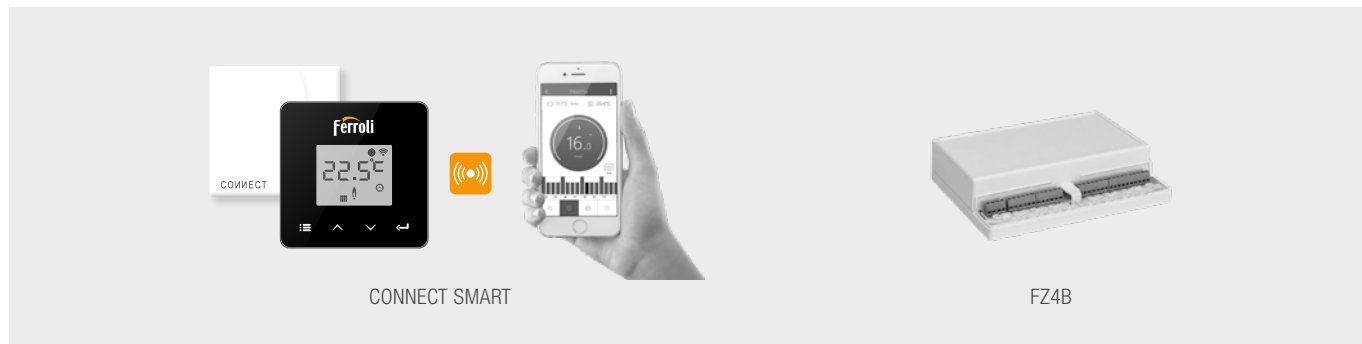 CONNECT
Ferroli
22.5°C
16.0
CONNECT SMART
FZ4B